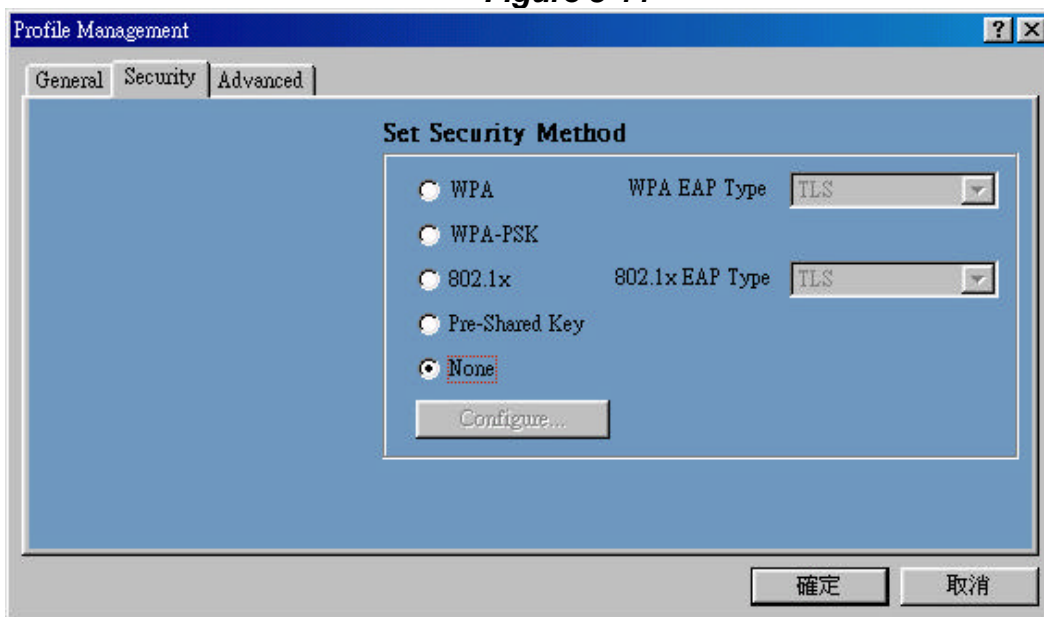 Profile Management
General Security Advanced
Set Security Method
WPA WPA EAP Type TLS
WPA-PSK
802.1x 802.1x EAP Type TLS
Pre-Shared Key
None
Configure...
確定 取消